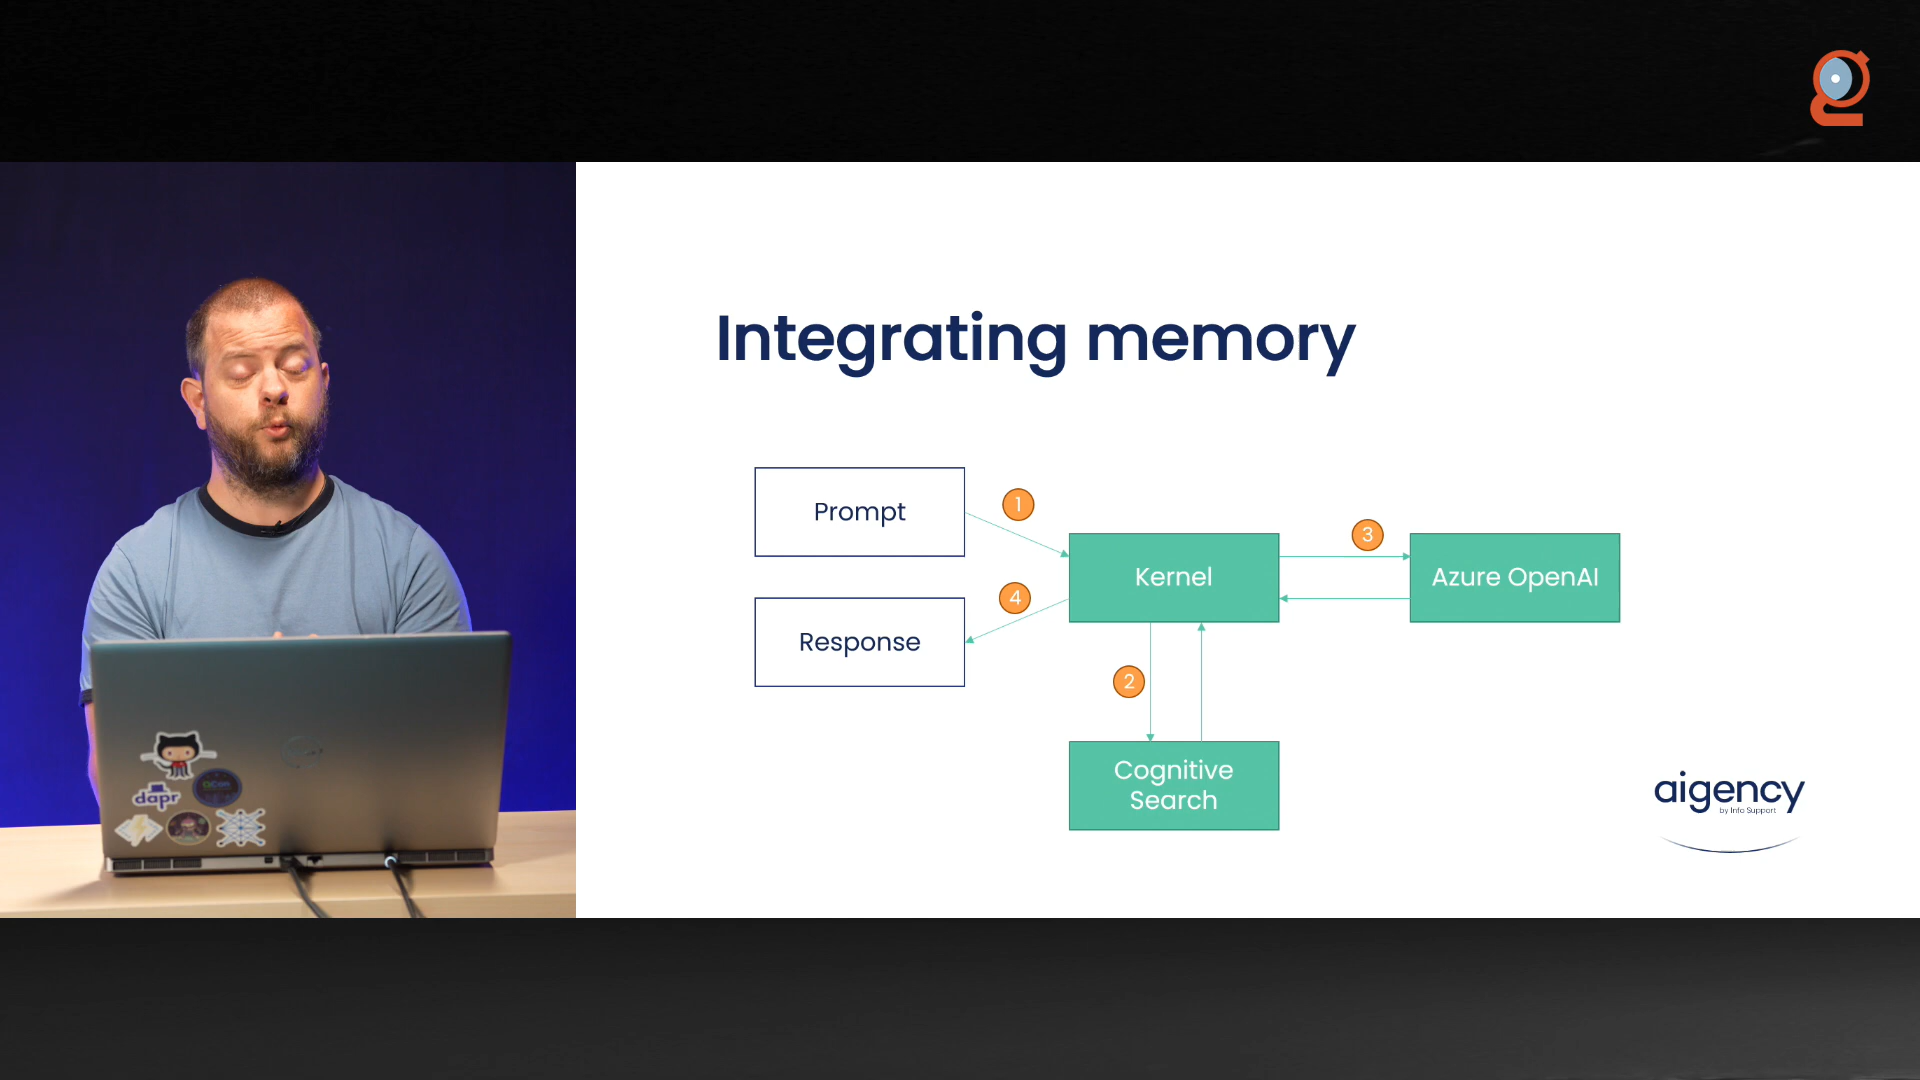 Integrating memory
Prompt
1
3
Kernel
Azure OpenAI
4
Response
2
Cognitive
Search
aigency
by Info Support
dapr